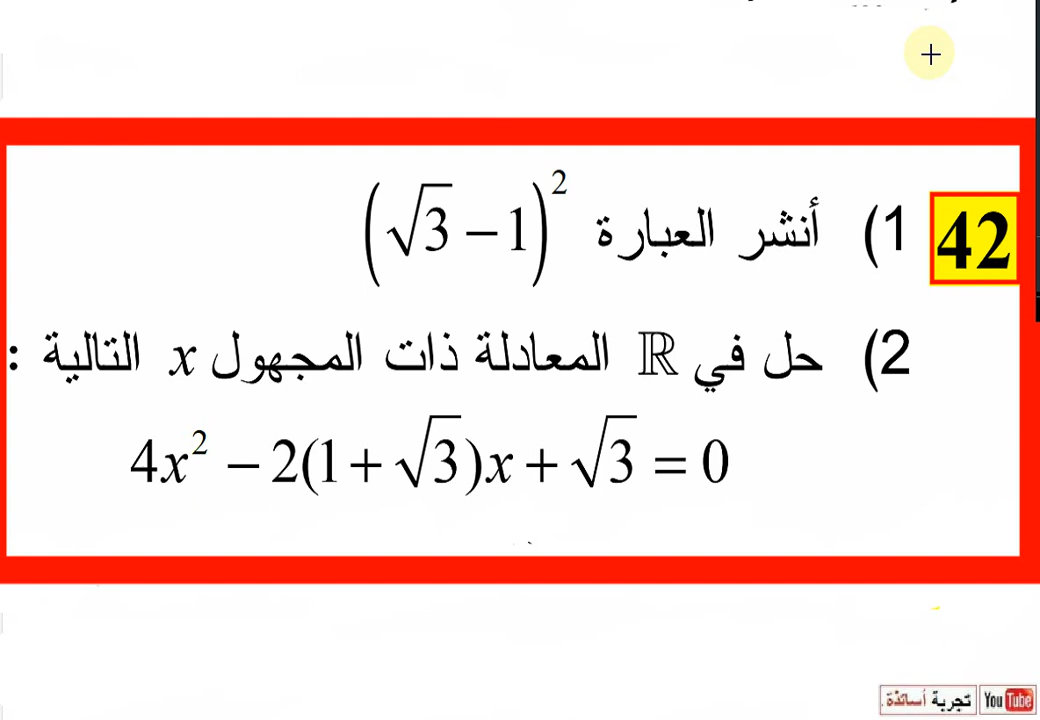 42 1) أنشر العبارة (√3 − 1)²
2) حل في ℝ المعادلة ذات المجهول x التالية :
4x² − 2(1 + √3)x + √3 = 0
YouTube تجربة أساتذة.